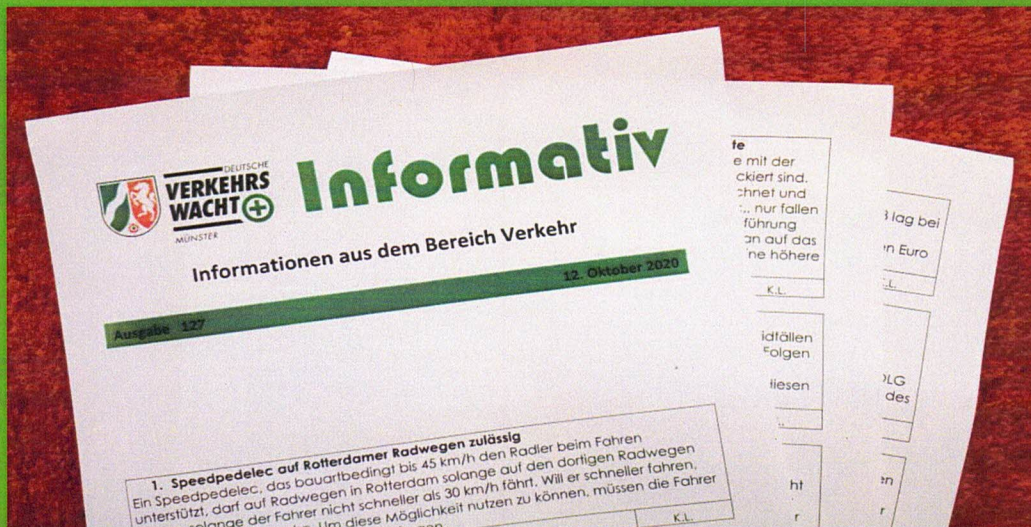 DEUTSCHE
VERKEHRS
WACHT
MÜNSTER
Informativ
Informationen aus dem Bereich Verkehr
Ausgabe 127
12. Oktober 2020
1. Speedpedelec auf Rotterdamer Radwegen zulässig
Ein Speedpedelec, das bauartbedingt bis 45 km/h den Radler beim Fahren
unterstützt, darf auf Radwegen in Rotterdam solange auf den dortigen Radwegen
solange der Fahrer nicht schneller als 30 km/h fährt. Will er schneller fahren,
Um diese Möglichkeit nutzen zu können, müssen die Fahrer
K.L.
te
e mit der
ckiert sind.
chnet und
nur fallen
führung
an auf das
ne höhere
K.L.
idfällen
Folgen
tiesen
ht
r
lag bei
n Euro
.L.
OLG
des
en
r